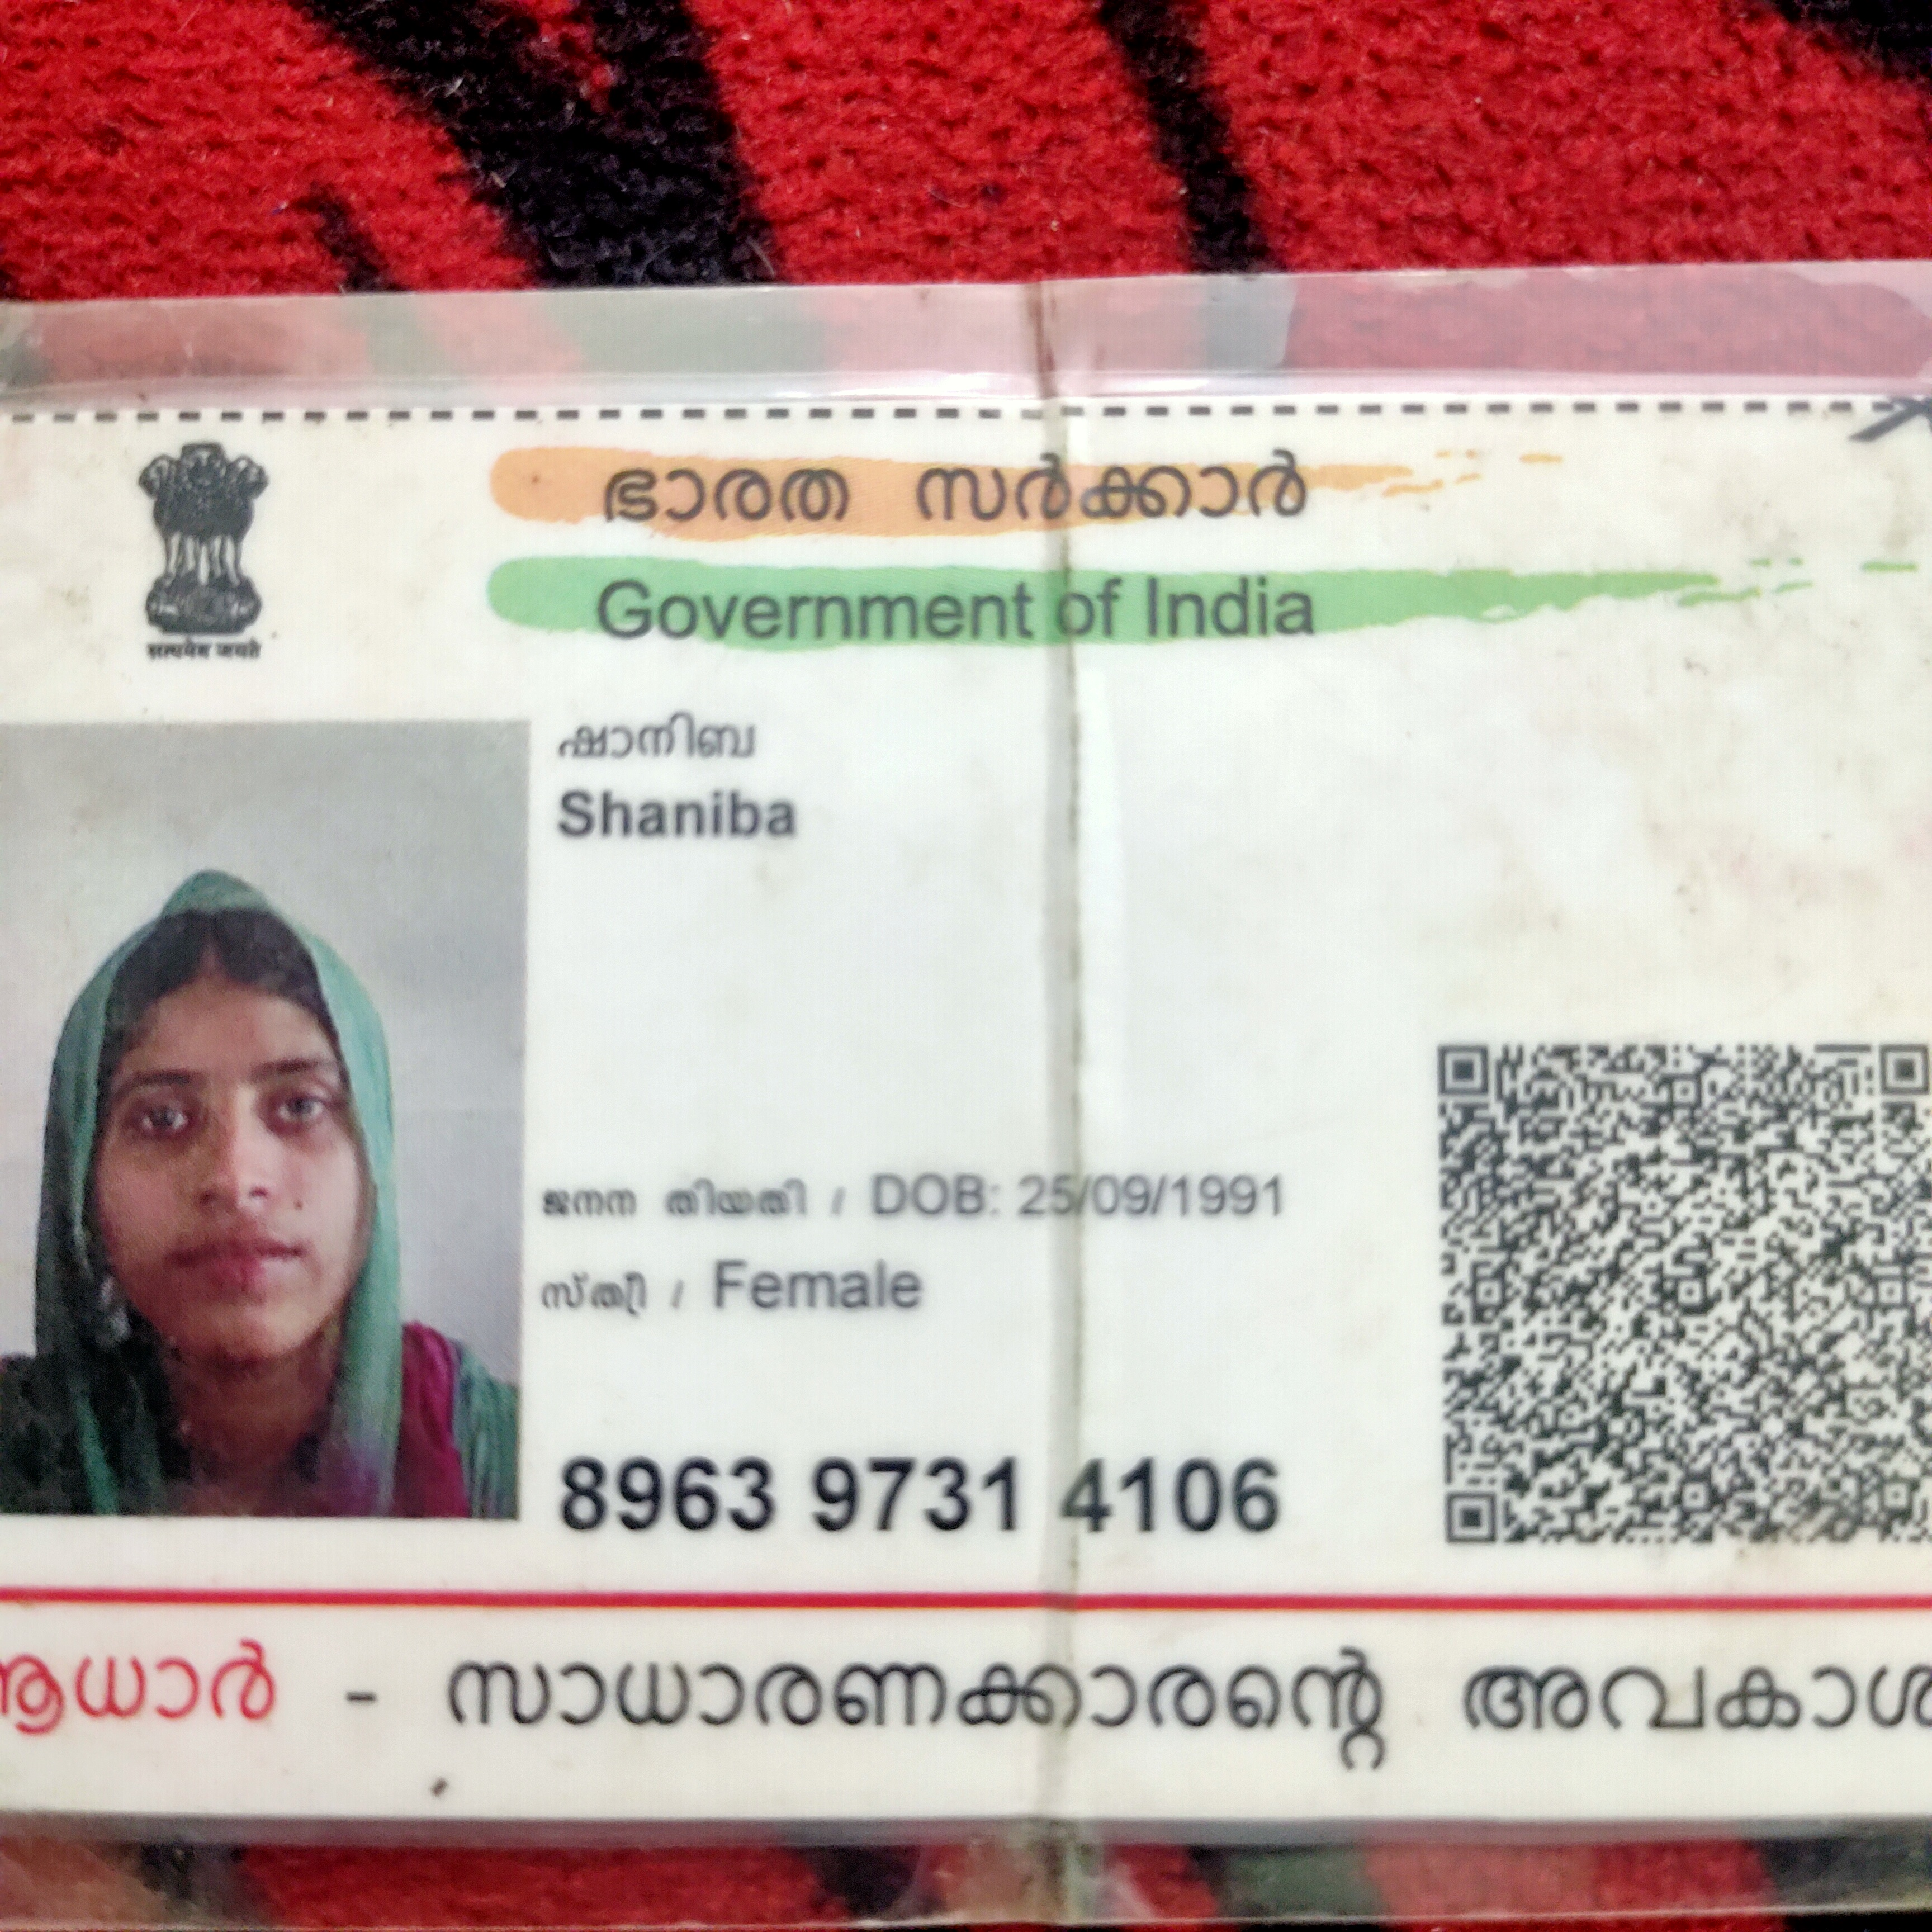 ഭാരത സർക്കാർ
Government of India
सत्यमेव जयते
ഷാനിബ
Shaniba
ജനന തിയതി / DOB: 25/09/1991
സ്ത്രീ / Female
8963 9731 4106
ആധാർ - സാധാരണക്കാരന്റെ